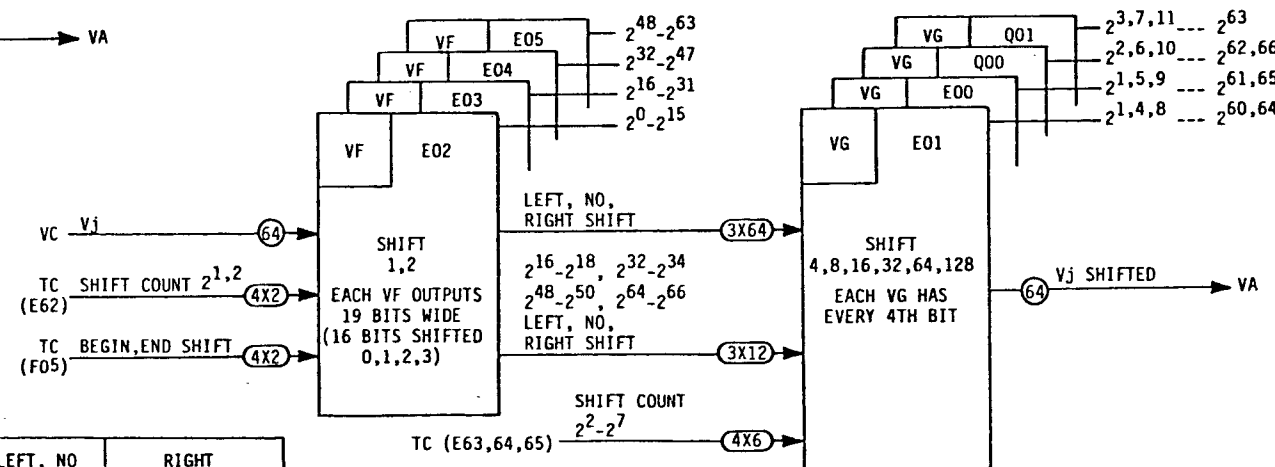 VA
VF E05 2^48-2^63
VF E04 2^32-2^47
VF E03 2^16-2^31
2^0-2^15
VF E02
VC Vj 64
TC (E62) SHIFT COUNT 2^1,2 4X2
TC (F05) BEGIN,END SHIFT 4X2
SHIFT
1,2
EACH VF OUTPUTS
19 BITS WIDE
(16 BITS SHIFTED
0,1,2,3)
LEFT, NO,
RIGHT SHIFT
3X64
2^16-2^18, 2^32-2^34
2^48-2^50, 2^64-2^66
LEFT, NO,
RIGHT SHIFT
3X12
SHIFT COUNT
2^2-2^7
TC (E63,64,65) 4X6
VG Q01 2^3,7,11 --- 2^63
VG Q00 2^2,6,10 --- 2^62,66
VG E00 2^1,5,9 --- 2^61,65
2^1,4,8 --- 2^60,64
VG E01
SHIFT
4,8,16,32,64,128
EACH VG HAS
EVERY 4TH BIT
64 Vj SHIFTED VA
LEFT, NO RIGHT